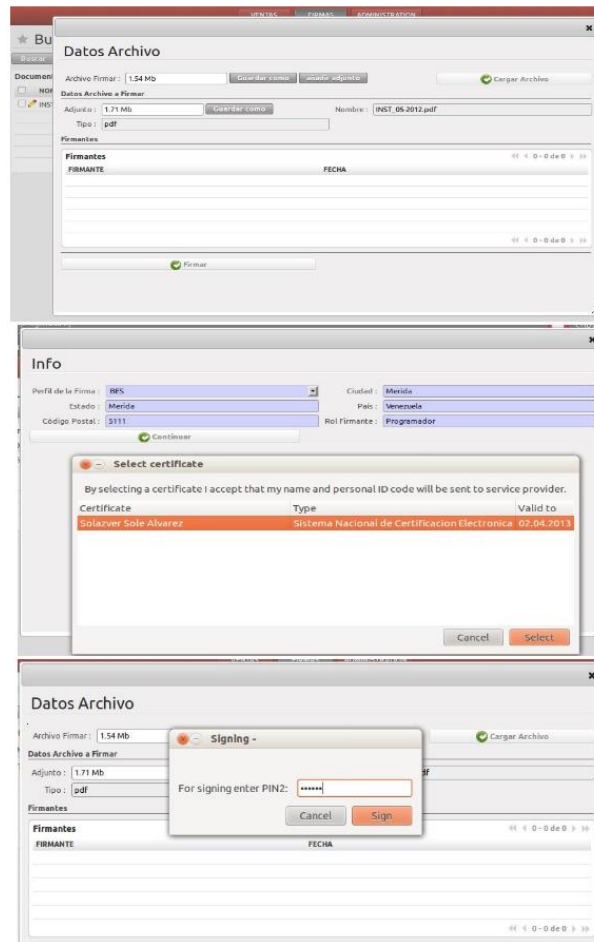 VENTAS FIRMAS ADMINISTRATION
Bu
Buscar
Datos Archivo
Document
Archivo Firmar : 1.54 Mb Guardar como añadir adjunto Cargar Archivo
Datos Archivo a Firmar
INST
Adjunto : 1.71 Mb Guardar como Nombre : INST_05-2012.pdf
Tipo : pdf
Firmantes
Firmantes 0 - 0 de 0
FIRMANTE FECHA
0 - 0 de 0
Firmar
Info
Perfil de la Firma : BES Ciudad : Merida
Estado : Merida País : Venezuela
Código Postal : 5111 Rol Firmante : Programador
Continuar
Select certificate
By selecting a certificate I accept that my name and personal ID code will be sent to service provider.
Certificate Type Valid to
Solazver Sole Alvarez Sistema Nacional de Certificacion Electronica 02.04.2013
Cancel Select
Datos Archivo
Archivo Firmar : 1.54 Mb Cargar Archivo
Signing -
Datos Archivo a Firmar
Adjunto : 1.71 Mb
For signing enter PIN2: ••••••
Tipo : pdf
Cancel Sign
Firmantes
Firmantes 0 - 0 de 0
FIRMANTE FECHA
0 - 0 de 0